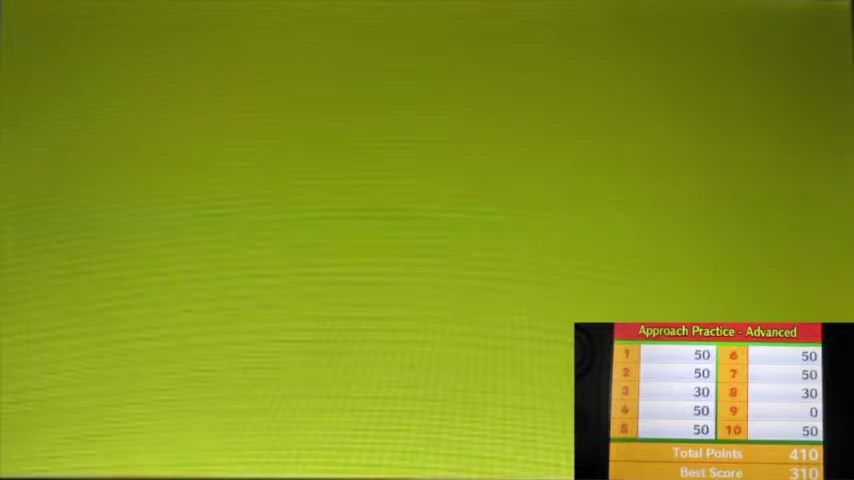 Approach Practice - Advanced
1 50 6 50
2 50 7 50
3 30 8 30
4 50 9 0
5 50 10 50
Total Points 410
Best Score 310